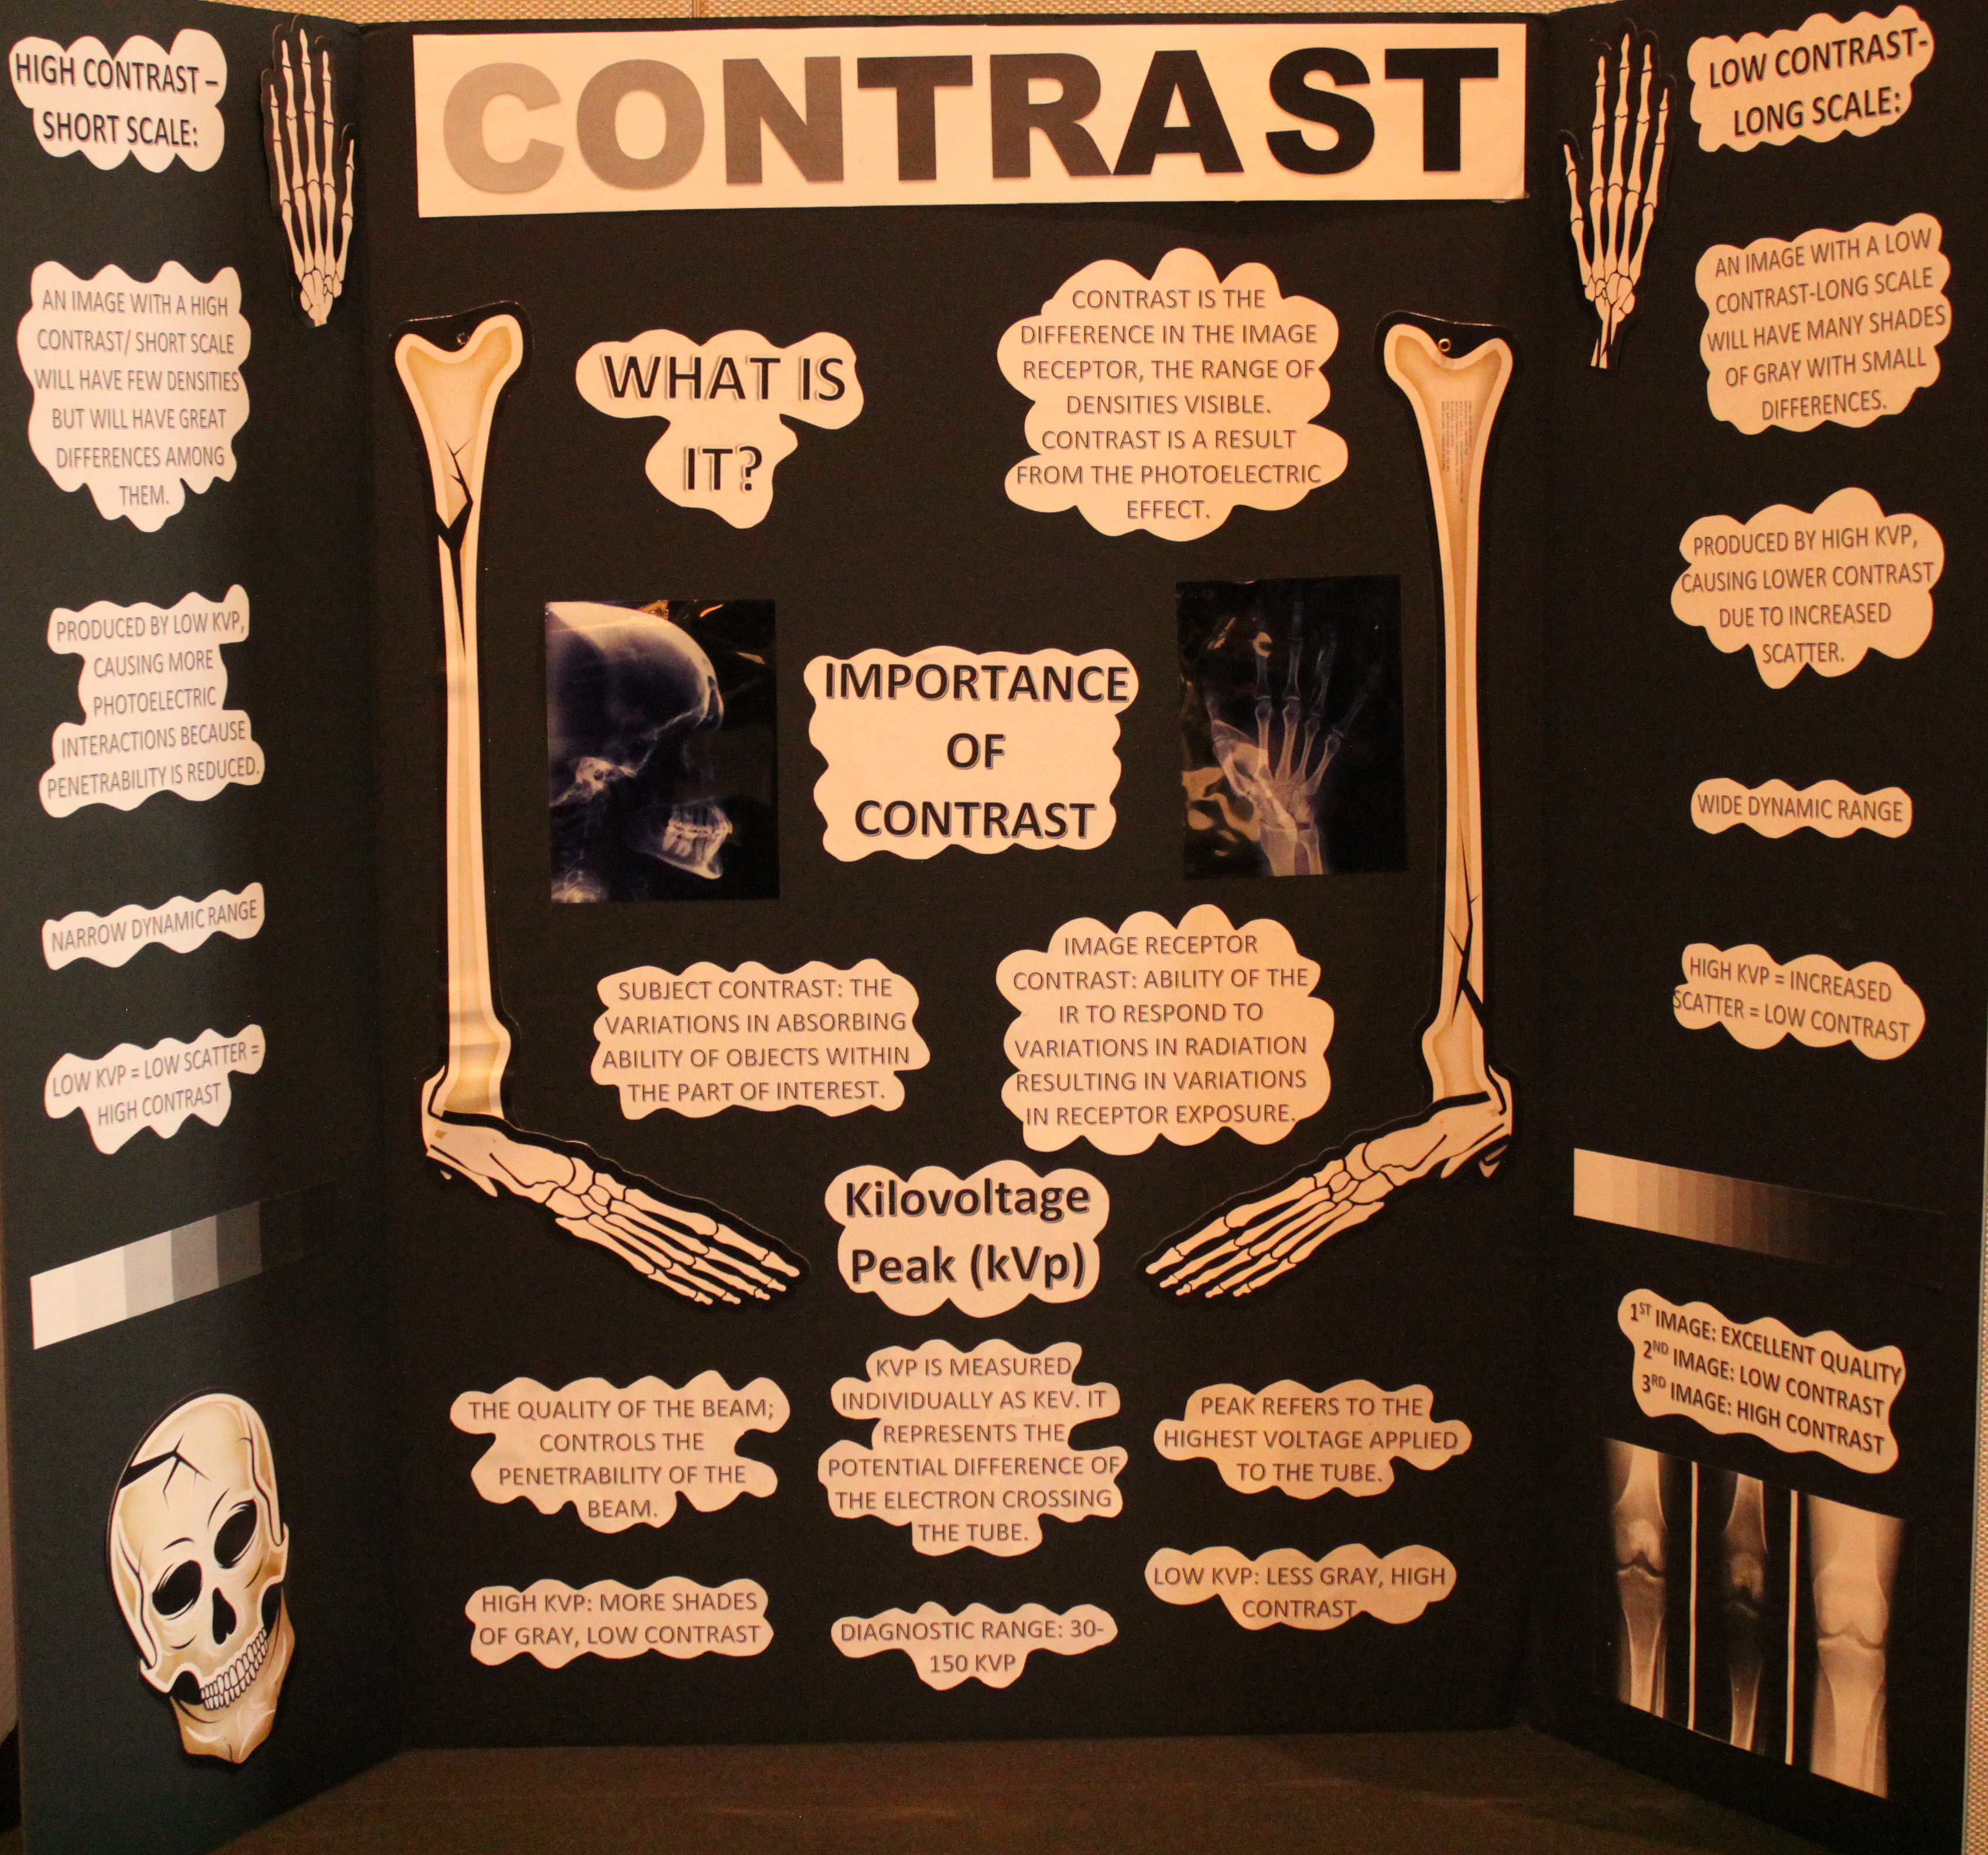 HIGH CONTRAST –
SHORT SCALE:
AN IMAGE WITH A HIGH
CONTRAST/ SHORT SCALE
WILL HAVE FEW DENSITIES
BUT WILL HAVE GREAT
DIFFERENCES AMONG
THEM.
PRODUCED BY LOW KVP,
CAUSING MORE
PHOTOELECTRIC
INTERACTIONS BECAUSE
PENETRABILITY IS REDUCED.
NARROW DYNAMIC RANGE
LOW KVP = LOW SCATTER =
HIGH CONTRAST
CONTRAST
WHAT IS
IT?
CONTRAST IS THE
DIFFERENCE IN THE IMAGE
RECEPTOR, THE RANGE OF
DENSITIES VISIBLE.
CONTRAST IS A RESULT
FROM THE PHOTOELECTRIC
EFFECT.
IMPORTANCE
OF
CONTRAST
SUBJECT CONTRAST: THE
VARIATIONS IN ABSORBING
ABILITY OF OBJECTS WITHIN
THE PART OF INTEREST.
IMAGE RECEPTOR
CONTRAST: ABILITY OF THE
IR TO RESPOND TO
VARIATIONS IN RADIATION
RESULTING IN VARIATIONS
IN RECEPTOR EXPOSURE.
Kilovoltage
Peak (kVp)
THE QUALITY OF THE BEAM;
CONTROLS THE
PENETRABILITY OF THE
BEAM.
KVP IS MEASURED
INDIVIDUALLY AS KEV. IT
REPRESENTS THE
POTENTIAL DIFFERENCE OF
THE ELECTRON CROSSING
THE TUBE.
PEAK REFERS TO THE
HIGHEST VOLTAGE APPLIED
TO THE TUBE.
HIGH KVP: MORE SHADES
OF GRAY, LOW CONTRAST
DIAGNOSTIC RANGE: 30-
150 KVP
LOW KVP: LESS GRAY, HIGH
CONTRAST
LOW CONTRAST-
LONG SCALE:
AN IMAGE WITH A LOW
CONTRAST-LONG SCALE
WILL HAVE MANY SHADES
OF GRAY WITH SMALL
DIFFERENCES.
PRODUCED BY HIGH KVP,
CAUSING LOWER CONTRAST
DUE TO INCREASED
SCATTER.
WIDE DYNAMIC RANGE
HIGH KVP = INCREASED
SCATTER = LOW CONTRAST
1ST IMAGE: EXCELLENT QUALITY
2ND IMAGE: LOW CONTRAST
3RD IMAGE: HIGH CONTRAST